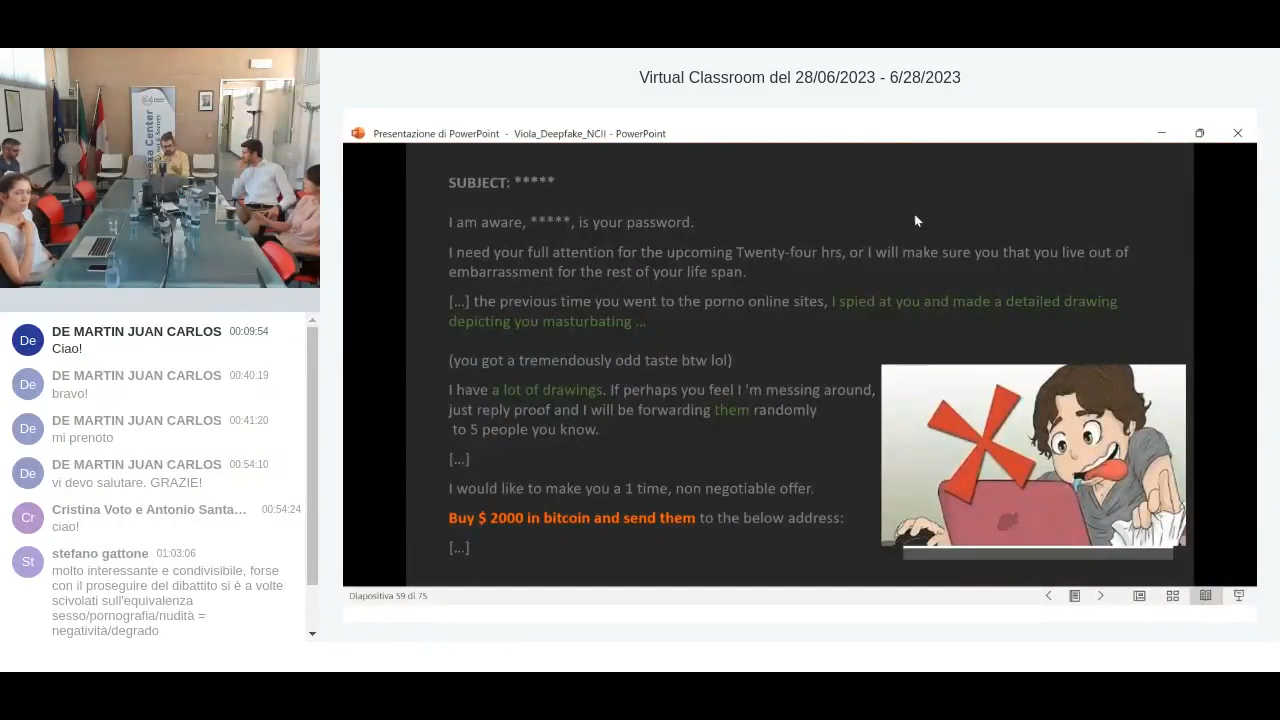 Virtual Classroom del 28/06/2023 - 6/28/2023
Presentazione di PowerPoint - Viola_Deepfake_NCII - PowerPoint
SUBJECT: *****
I am aware, *****, is your password.
I need your full attention for the upcoming Twenty-four hrs, or I will make sure you that you live out of
embarrassment for the rest of your life span.
[...] the previous time you went to the porno online sites, I spied at you and made a detailed drawing
depicting you masturbating ...
(you got a tremendously odd taste btw lol)
I have a lot of drawings. If perhaps you feel I 'm messing around,
just reply proof and I will be forwarding them randomly
to 5 people you know.
[...]
I would like to make you a 1 time, non negotiable offer.
Buy $ 2000 in bitcoin and send them to the below address:
[...]
Diapositiva 59 di 75
De
DE MARTIN JUAN CARLOS 00:09:54
Ciao!
De
DE MARTIN JUAN CARLOS 00:40:19
bravo!
De
DE MARTIN JUAN CARLOS 00:41:20
mi prenoto
De
DE MARTIN JUAN CARLOS 00:54:10
vi devo salutare. GRAZIE!
Cr
Cristina Voto e Antonio Santa... 00:54:24
ciao!
St
stefano gattone 01:03:06
molto interessante e condivisibile, forse
con il proseguire del dibattito si è a volte
scivolati sull'equivalenza
sesso/pornografia/nudità =
negatività/degrado